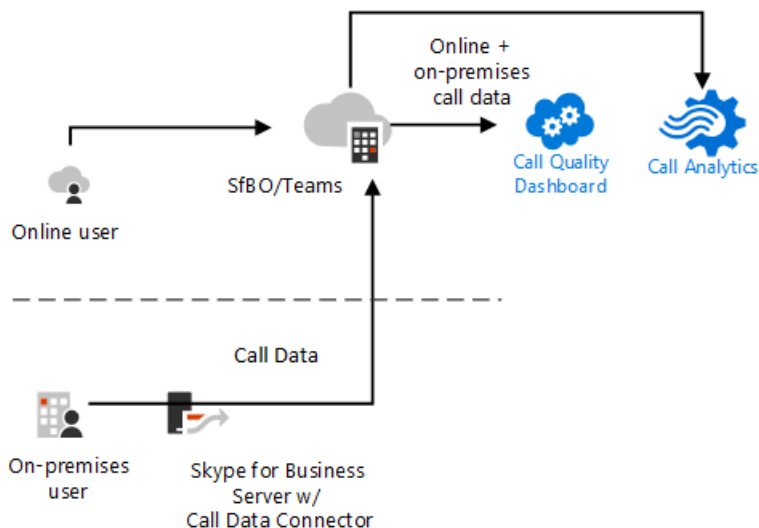 Online +
on-premises
call data
SfBO/Teams
Call Quality
Dashboard
Call Analytics
Online user
Call Data
On-premises
user
Skype for Business
Server w/
Call Data Connector